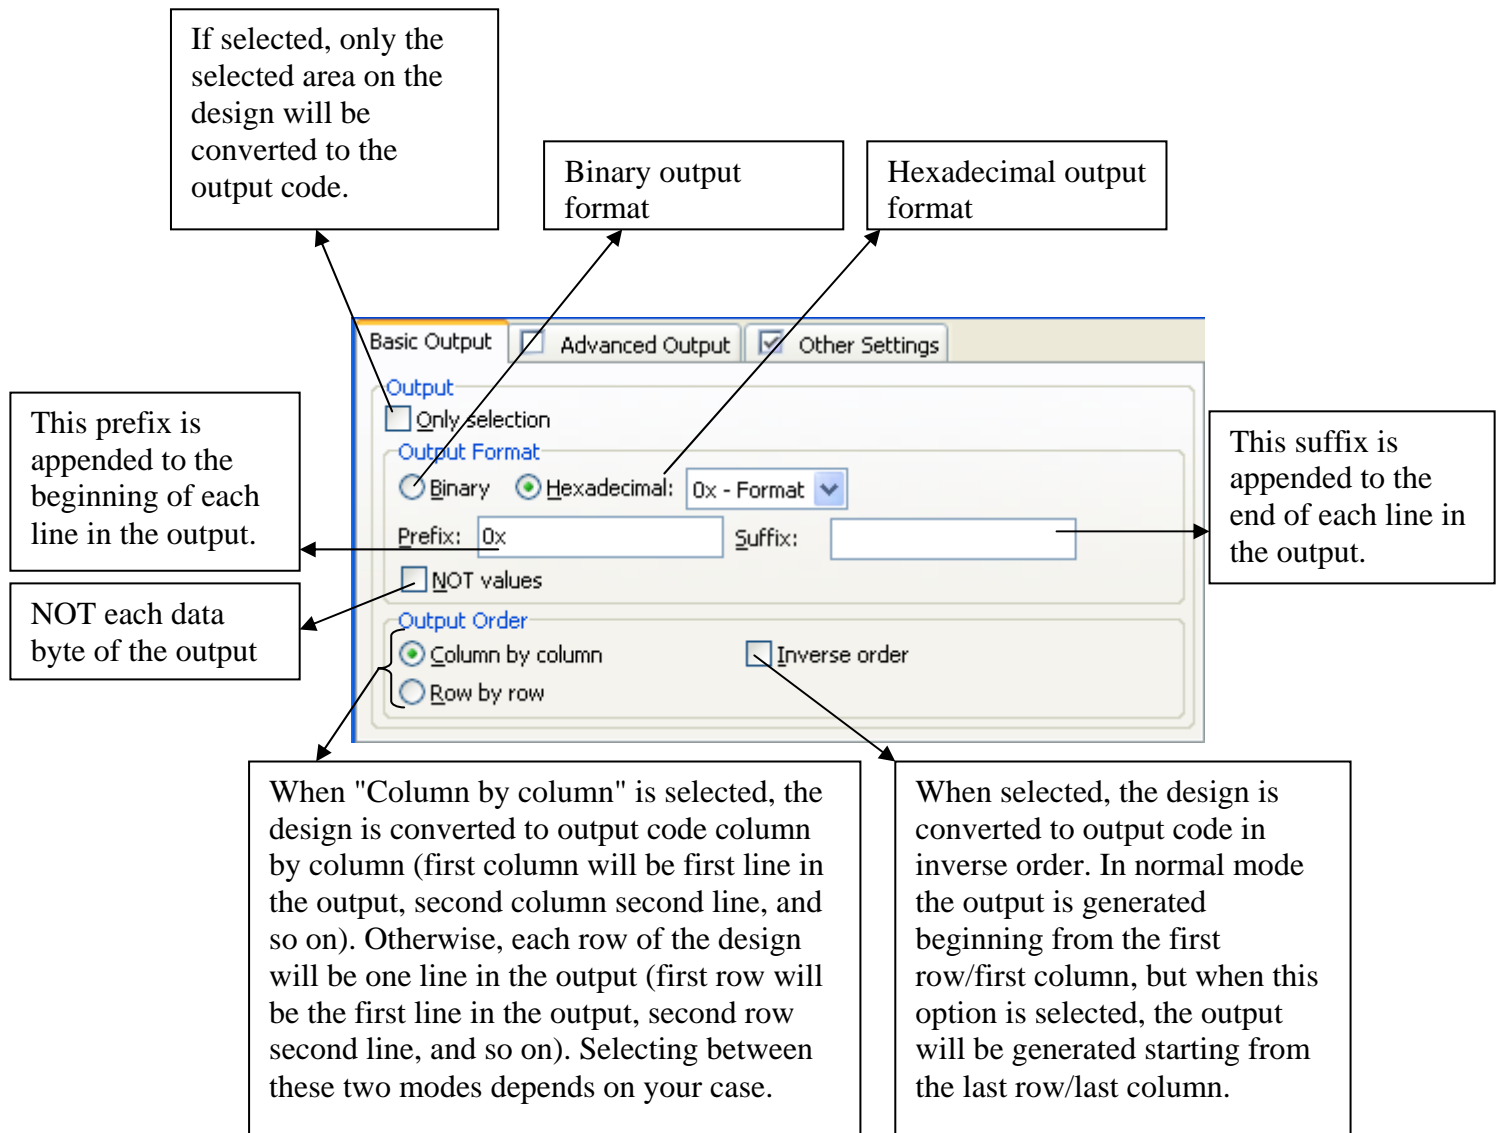 If selected, only the
selected area on the
design will be
converted to the
output code.
Binary output
format
Hexadecimal output
format
Basic Output
Advanced Output
Other Settings
Output
Only selection
Output Format
Binary
Hexadecimal:
0x - Format
Prefix:
0x
Suffix:
NOT values
Output Order
Column by column
Inverse order
Row by row
This prefix is
appended to the
beginning of each
line in the output.
NOT each data
byte of the output
This suffix is
appended to the
end of each line in
the output.
When "Column by column" is selected, the
design is converted to output code column
by column (first column will be first line in
the output, second column second line, and
so on). Otherwise, each row of the design
will be one line in the output (first row will
be the first line in the output, second row
second line, and so on). Selecting between
these two modes depends on your case.
When selected, the design is
converted to output code in
inverse order. In normal mode
the output is generated
beginning from the first
row/first column, but when this
option is selected, the output
will be generated starting from
the last row/last column.